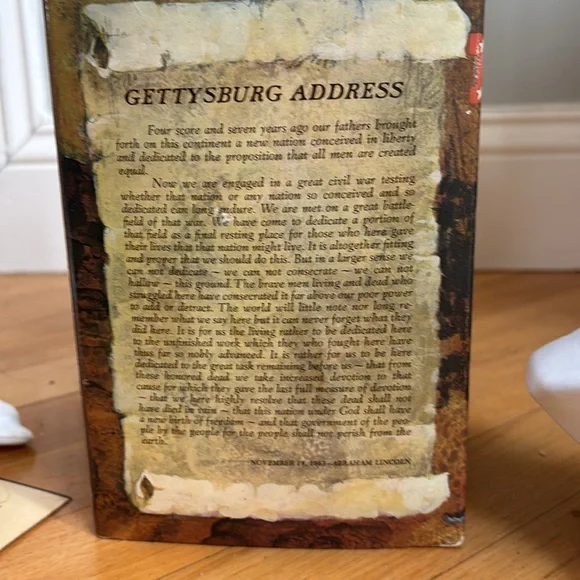 GETTYSBURG ADDRESS
Four score and seven years ago our fathers brought
forth on this continent a new nation conceived in liberty
and dedicated to the proposition that all men are created
equal.
Now we are engaged in a great civil war testing
whether that nation or any nation so conceived and so
dedicated can long endure. We are met on a great battle-
field of that war. We have come to dedicate a portion of
that field as a final resting place for those who here gave
their lives that that nation might live. It is altogether fitting
and proper that we should do this. But in a larger sense we
can not dedicate ~ we can not consecrate ~ we can not
hallow ~ this ground. The brave men living and dead who
struggled here have consecrated it far above our poor power
to add or detract. The world will little note nor long re-
member what we say here but it can never forget what they
did here. It is for us the living rather to be dedicated here
to the unfinished work which they who fought here have
thus far so nobly advanced. It is rather for us to be here
dedicated to the great task remaining before us ~ that from
these honored dead we take increased devotion to that
cause for which they gave the last full measure of devotion
~ that we here highly resolve that these dead shall not
have died in vain ~ that this nation under God shall have
a new birth of freedom ~ and that government of the peo-
ple by the people for the people shall not perish from the
earth.
NOVEMBER 19, 1863—ABRAHAM LINCOLN